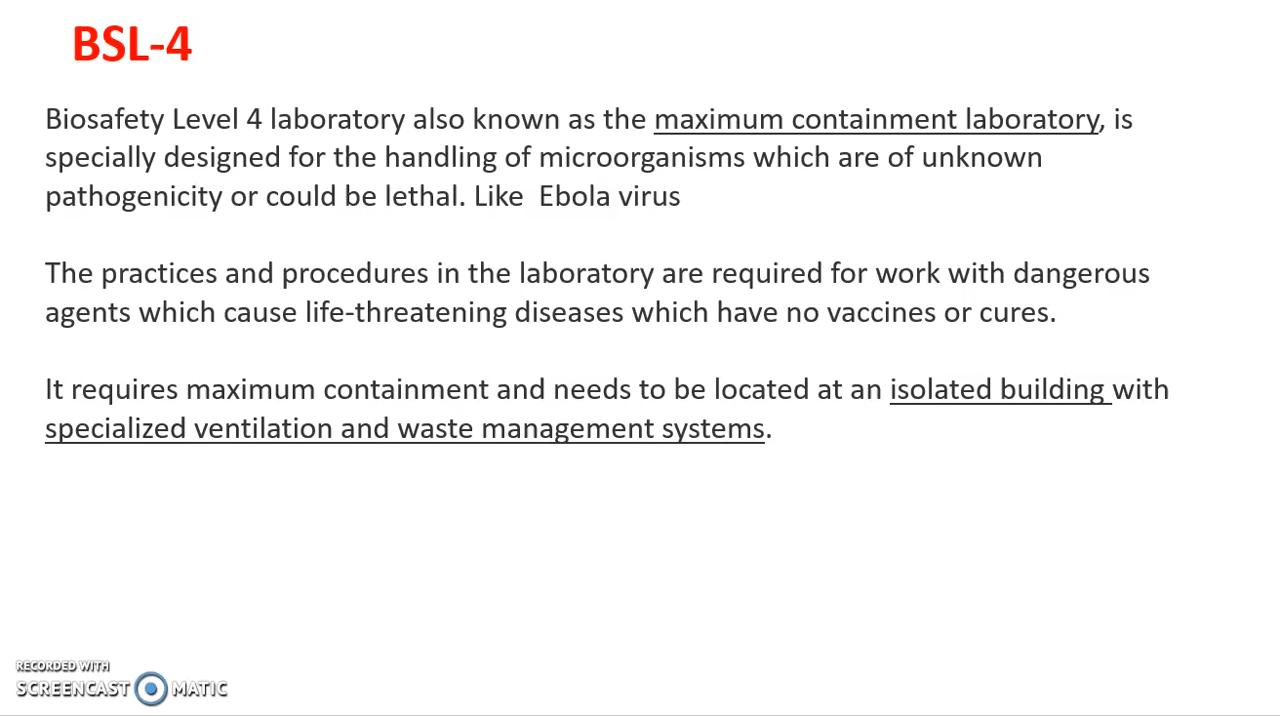 BSL-4
Biosafety Level 4 laboratory also known as the maximum containment laboratory, is
specially designed for the handling of microorganisms which are of unknown
pathogenicity or could be lethal. Like  Ebola virus
The practices and procedures in the laboratory are required for work with dangerous
agents which cause life-threatening diseases which have no vaccines or cures.
It requires maximum containment and needs to be located at an isolated building with
specialized ventilation and waste management systems.
RECORDED WITH
SCREENCAST MATIC